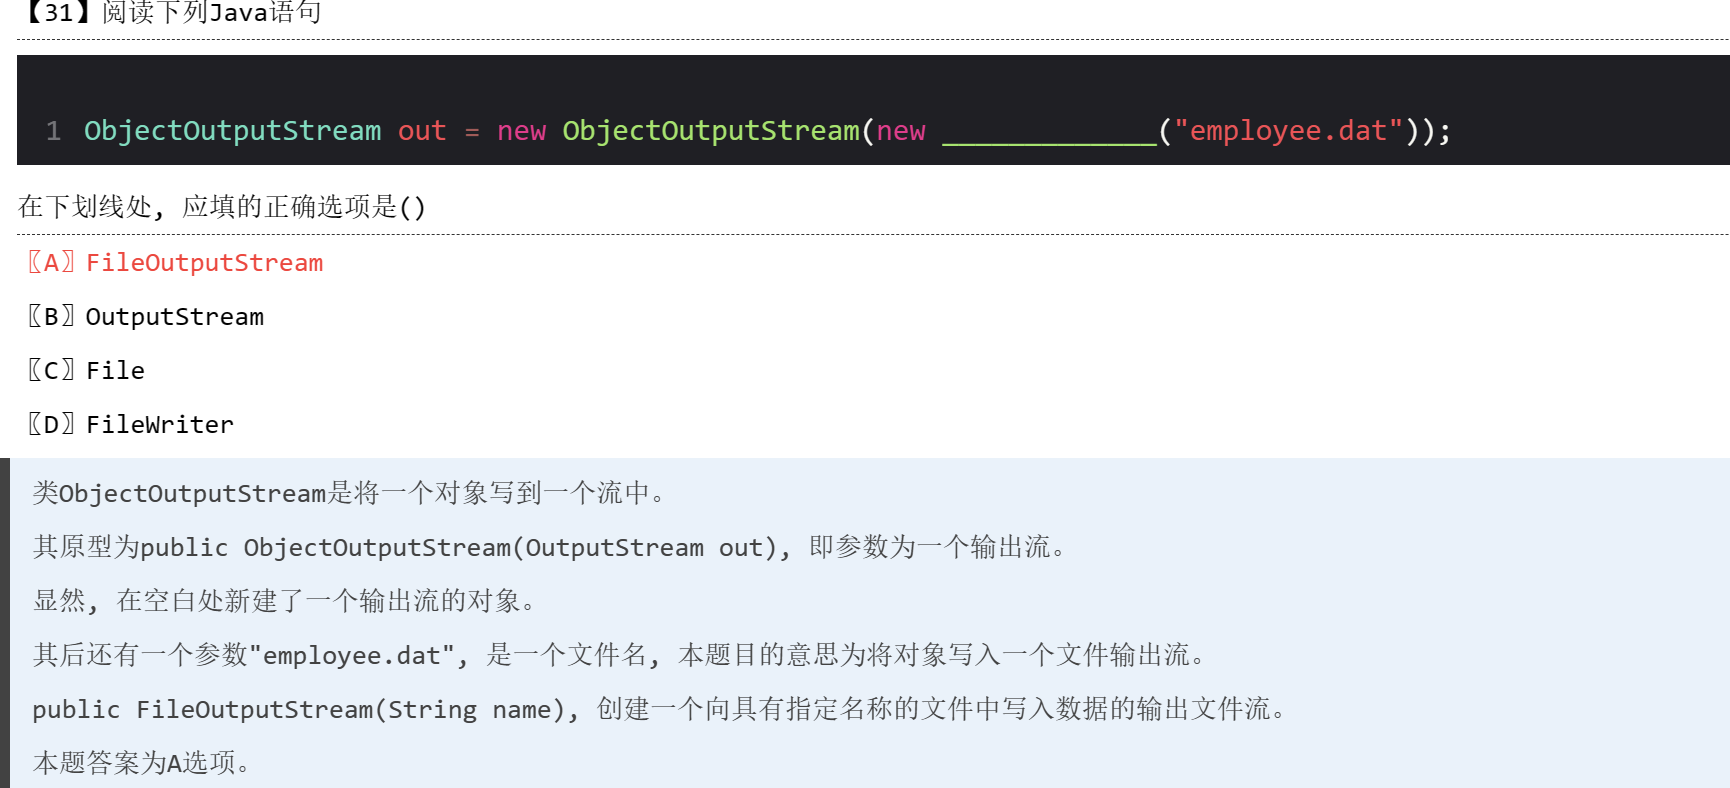 【31】阅读下列Java语句
1 ObjectOutputStream out = new ObjectOutputStream(new _____________("employee.dat"));
在下划线处, 应填的正确选项是()
〖A〗FileOutputStream
〖B〗OutputStream
〖C〗File
〖D〗FileWriter
类ObjectOutputStream是将一个对象写到一个流中。
其原型为public ObjectOutputStream(OutputStream out), 即参数为一个输出流。
显然, 在空白处新建了一个输出流的对象。
其后还有一个参数"employee.dat", 是一个文件名, 本题目的意思为将对象写入一个文件输出流。
public FileOutputStream(String name), 创建一个向具有指定名称的文件中写入数据的输出文件流。
本题答案为A选项。